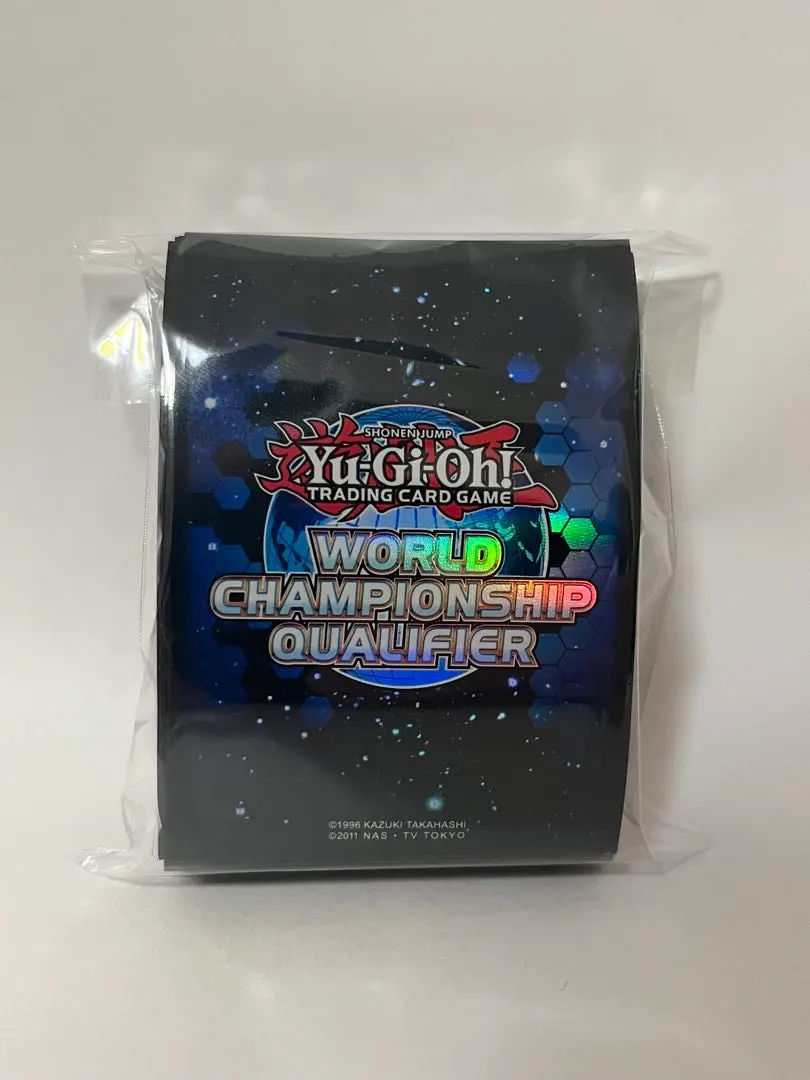 SHONEN JUMP
Yu-Gi-Oh!
TRADING CARD GAME
WORLD
CHAMPIONSHIP
QUALIFIER
©1996 KAZUKI TAKAHASHI
©2011 NAS・TV TOKYO